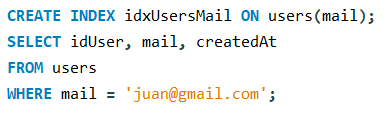 CREATE INDEX idxUsersMail ON users(mail);
SELECT idUser, mail, createdAt
FROM users
WHERE mail = 'juan@gmail.com';